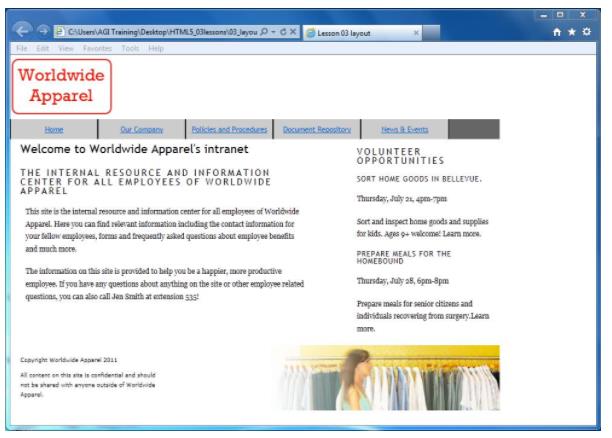 C:\Users\AGI Training\Desktop\HTML5_03lessons\03_layou
Lesson 03 layout
File Edit View Favorites Tools Help
Worldwide
Apparel
Home Our Company Policies and Procedures Document Repository News & Events
Welcome to Worldwide Apparel's intranet
THE INTERNAL RESOURCE AND INFORMATION
CENTER FOR ALL EMPLOYEES OF WORLDWIDE
APPAREL
This site is the internal resource and information center for all employees of Worldwide
Apparel. Here you can find relevant information including the contact information for
your fellow employees, forms and frequently asked questions about employee benefits
and much more.
The information on this site is provided to help you be a happier, more productive
employee. If you have any questions about anything on the site or other employee related
questions, you can also call Jen Smith at extension 535!
VOLUNTEER
OPPORTUNITIES
SORT HOME GOODS IN BELLEVUE.
Thursday, July 21, 4pm-7pm
Sort and inspect home goods and supplies
for kids. Ages 9+ welcome! Learn more.
PREPARE MEALS FOR THE
HOMEBOUND
Thursday, July 28, 6pm-8pm
Prepare meals for senior citizens and
individuals recovering from surgery.Learn
more.
Copyright Worldwide Apparel 2011
All content on this site is confidential and should
not be shared with anyone outside of Worldwide
Apparel.